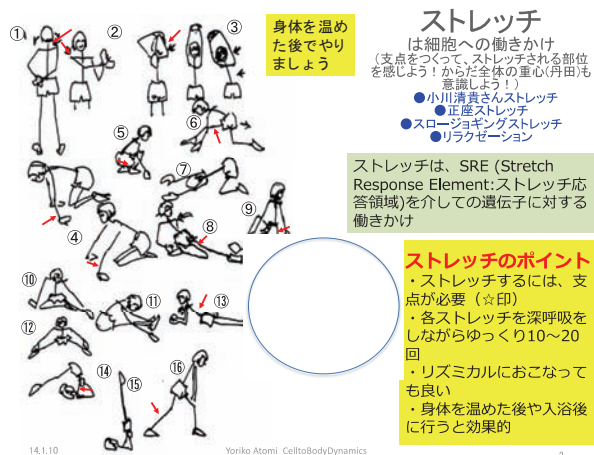 ①
②
③
身体を温め
た後でやり
ましょう
ストレッチ
は細胞への働きかけ
(支点をつくって、ストレッチされる部位
を感じよう！からだ全体の重心(丹田)も
意識しよう！）
●小川清貴さんストレッチ
●正座ストレッチ
●スロージョギングストレッチ
●リラクゼーション
⑤
⑥
⑦
④
⑧
⑨
ストレッチは、SRE (Stretch
Response Element:ストレッチ応
答領域)を介しての遺伝子に対する
働きかけ
⑩
⑪
⑬
⑫
⑭
⑮
⑯
ストレッチのポイント
・ストレッチするには、支
点が必要（☆印）
・各ストレッチを深呼吸を
しながらゆっくり10〜20
回
・リズミカルにおこなって
も良い
・身体を温めた後や入浴後
に行うと効果的
14.1.10
Yoriko Atomi CelltoBodyDynamics